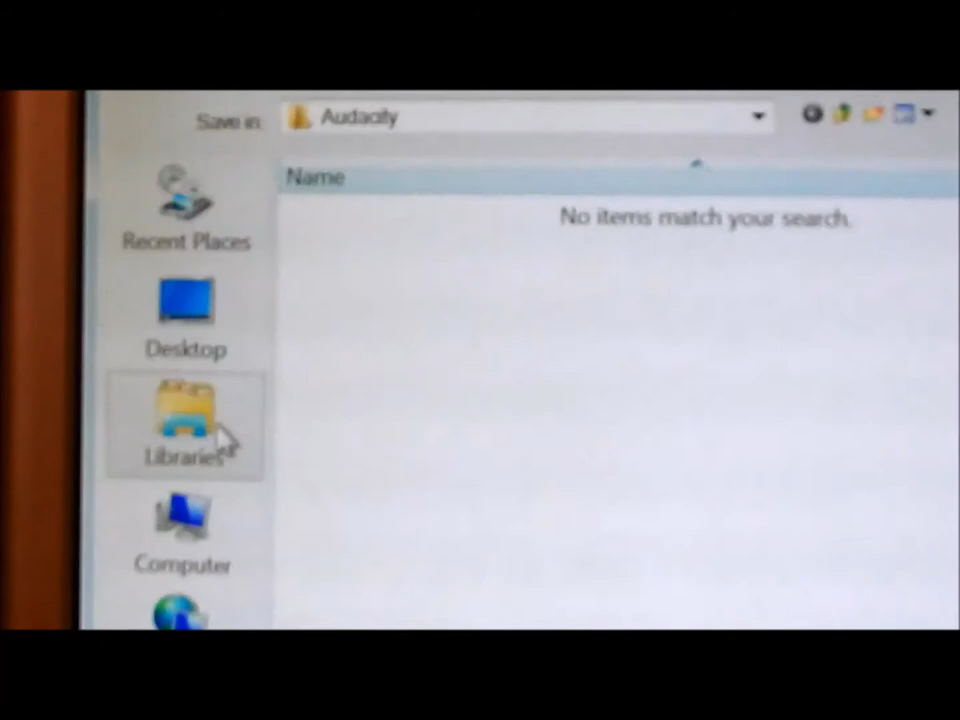 Save in: Audacity
Name
No items match your search.
Recent Places
Desktop
Libraries
Computer